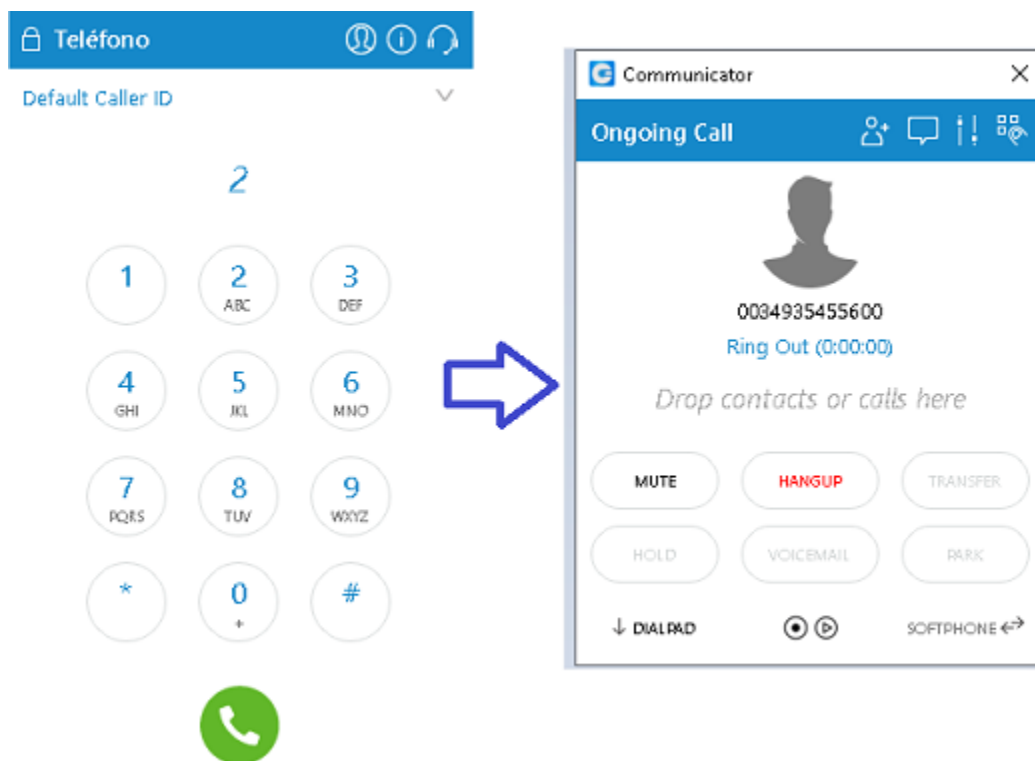 Teléfono
Default Caller ID
2
1 2 3
ABC DEF
4 5 6
GHI JKL MNO
7 8 9
PQRS TUV WXYZ
* 0 #
+
Communicator
Ongoing Call
0034935455600
Ring Out (0:00:00)
Drop contacts or calls here
MUTE HANGUP TRANSFER
HOLD VOICEMAIL PARK
DIALPAD SOFTPHONE